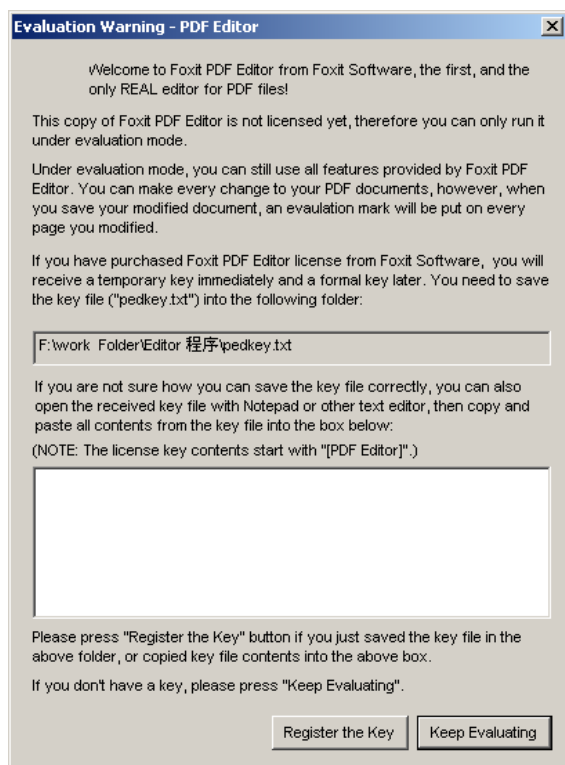 Evaluation Warning - PDF Editor
Welcome to Foxit PDF Editor from Foxit Software, the first, and the
only REAL editor for PDF files!
This copy of Foxit PDF Editor is not licensed yet, therefore you can only run it
under evaluation mode.
Under evaluation mode, you can still use all features provided by Foxit PDF
Editor. You can make every change to your PDF documents, however, when
you save your modified document, an evaulation mark will be put on every
page you modified.
If you have purchased Foxit PDF Editor license from Foxit Software, you will
receive a temporary key immediately and a formal key later. You need to save
the key file ("pedkey.txt") into the following folder:
F:\work Folder\Editor 程序\pedkey.txt
If you are not sure how you can save the key file correctly, you can also
open the received key file with Notepad or other text editor, then copy and
paste all contents from the key file into the box below:
(NOTE: The license key contents start with "[PDF Editor]".)
Please press "Register the Key" button if you just saved the key file in the
above folder, or copied key file contents into the above box.
If you don't have a key, please press "Keep Evaluating".
Register the Key
Keep Evaluating